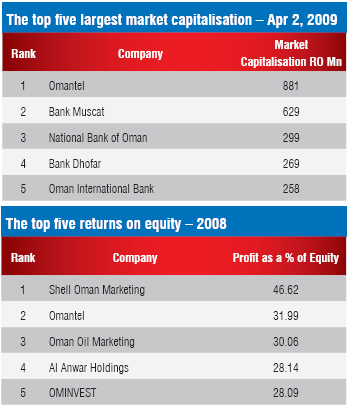 The top five largest market capitalisation – Apr 2, 2009
Rank Company Market Capitalisation RO Mn
1 Omantel 881
2 Bank Muscat 629
3 National Bank of Oman 299
4 Bank Dhofar 269
5 Oman International Bank 258
The top five returns on equity – 2008
Rank Company Profit as a % of Equity
1 Shell Oman Marketing 46.62
2 Omantel 31.99
3 Oman Oil Marketing 30.06
4 Al Anwar Holdings 28.14
5 OMINVEST 28.09